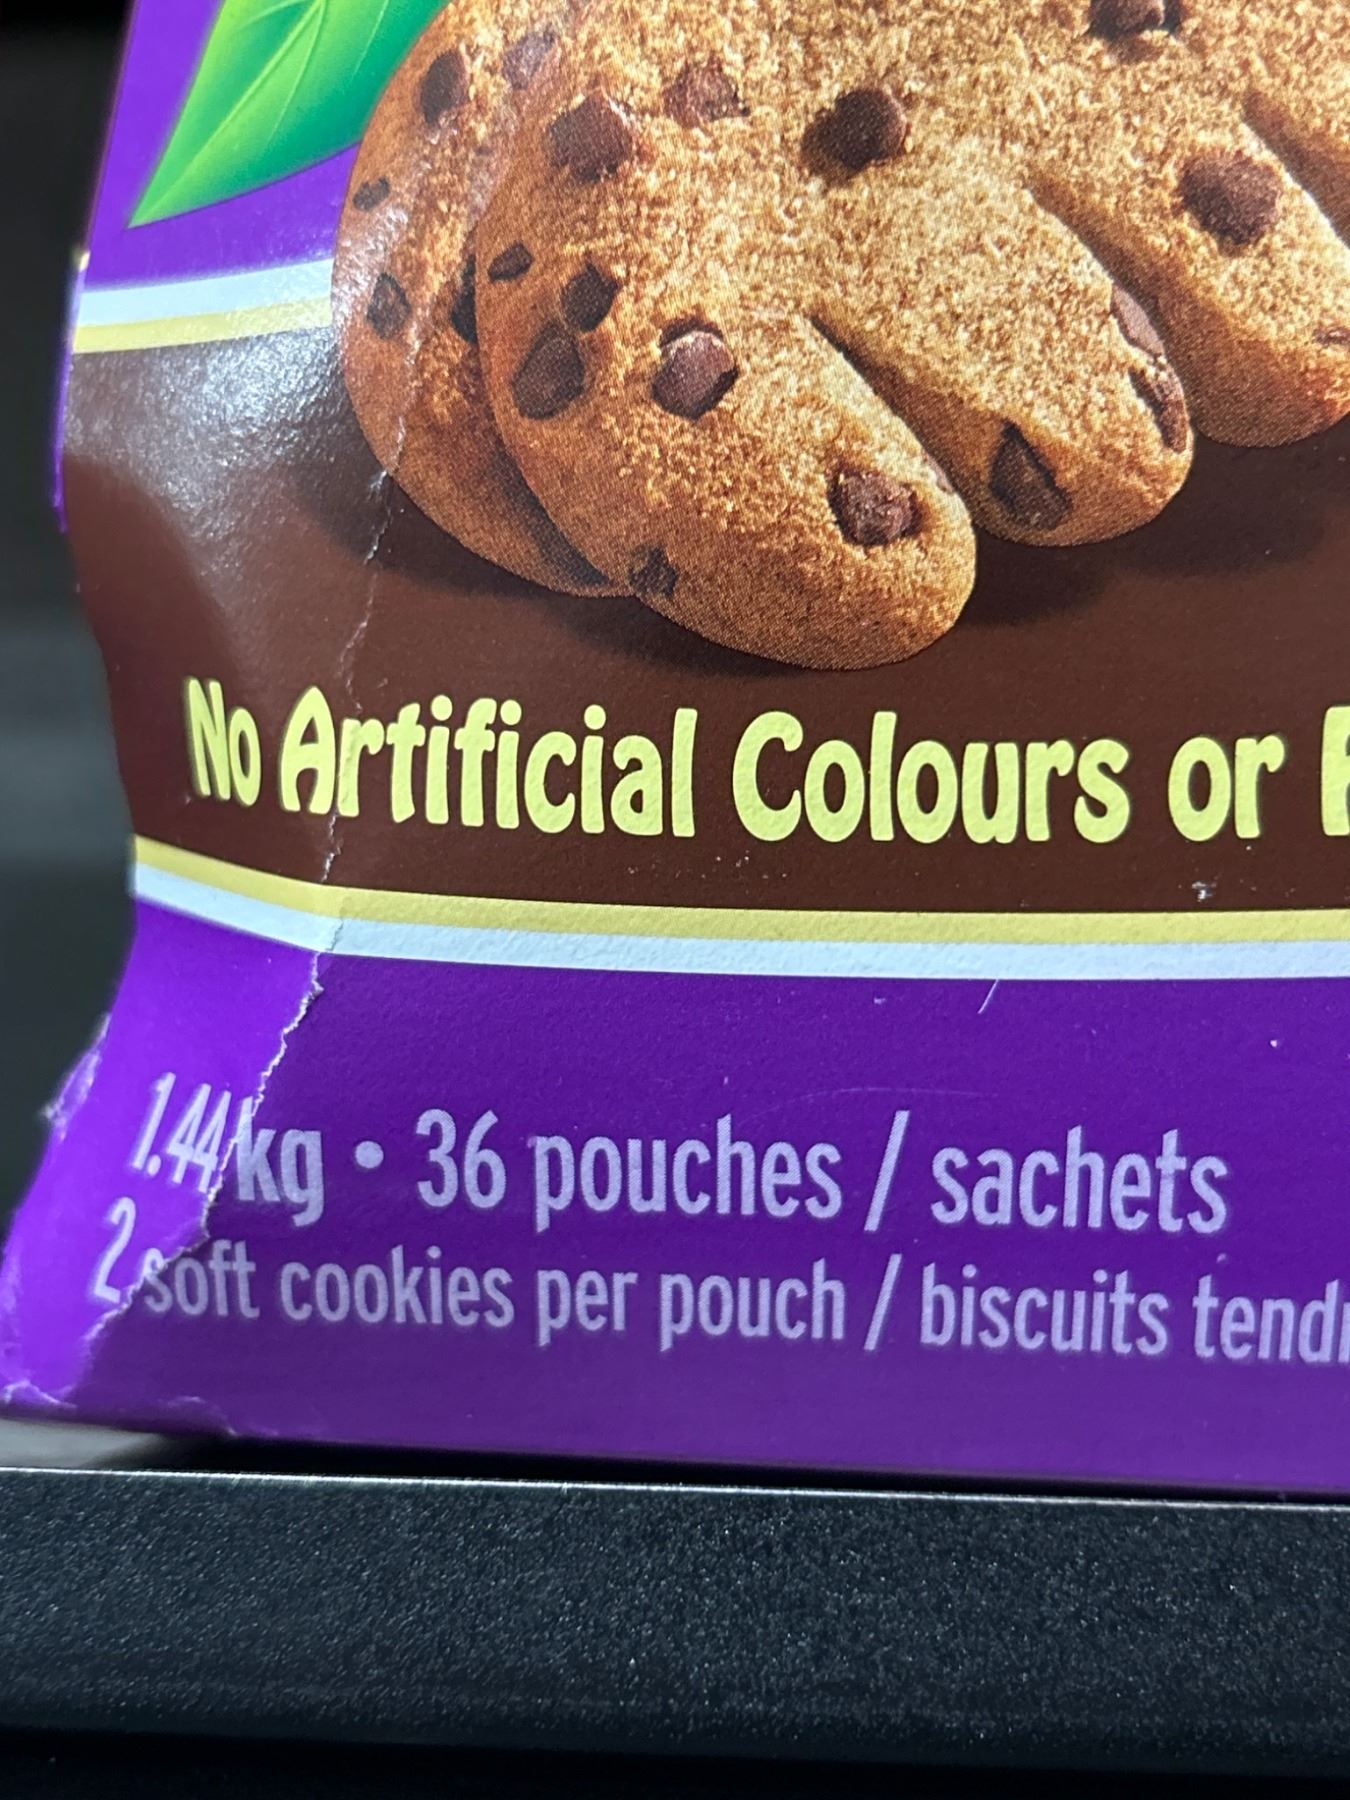 No Artificial Colours or
1.44 kg • 36 pouches / sachets
2 soft cookies per pouch / biscuits